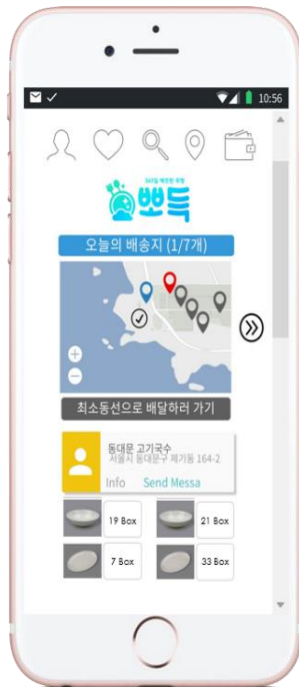 10:56
뽀득
오늘의 배송지 (1/7개)
최소동선으로 배달하러 가기
동대문 고기국수
서울시 동대문구 제기동 164-2
Info Send Messa
19 Box 21 Box
7 Box 33 Box